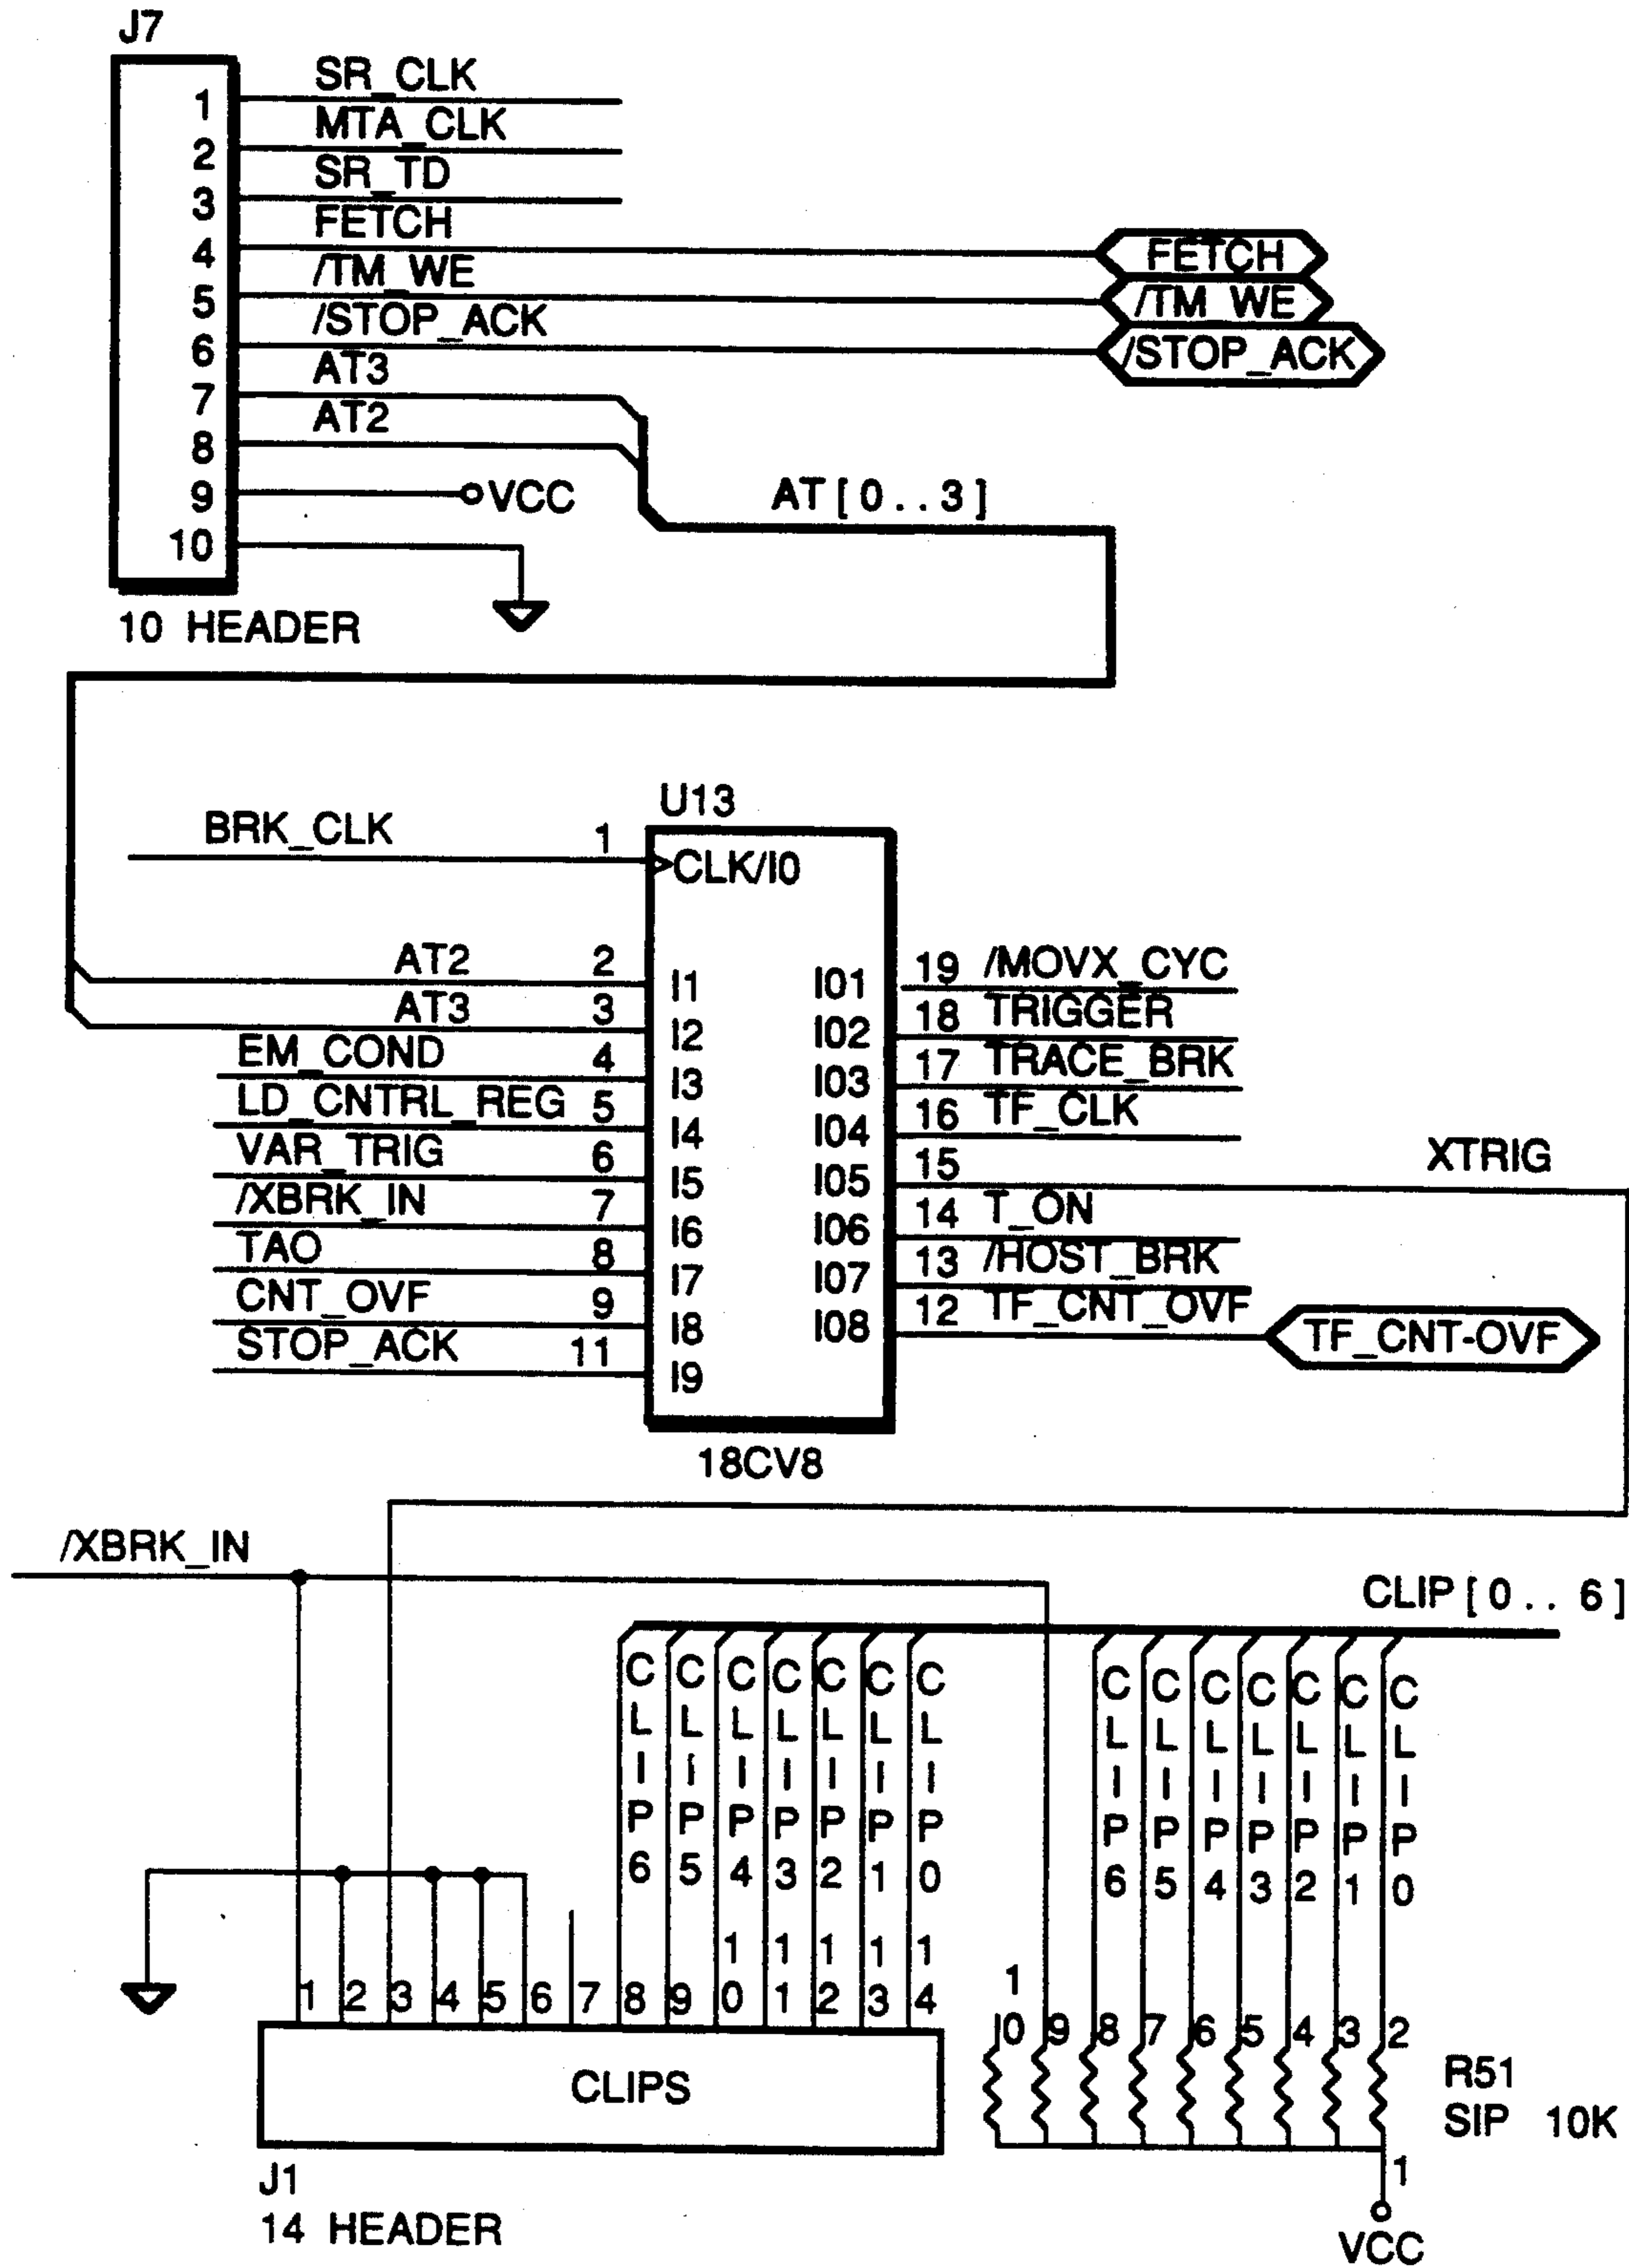 J7
1 SR_CLK
2 MTA_CLK
3 SR_TD
4 FETCH FETCH
5 /TM_WE /TM WE
6 /STOP_ACK /STOP_ACK
7 AT3
8 AT2
9 VCC
10
AT [ 0 . . 3 ]
10 HEADER
U13
BRK_CLK 1 CLK/I0
AT2 2 I1
AT3 3 I2
EM_COND 4 I3
LD_CNTRL_REG 5 I4
VAR_TRIG 6 I5
/XBRK_IN 7 I6
TAO 8 I7
CNT_OVF 9 I8
STOP_ACK 11 I9
I01 19 /MOVX_CYC
I02 18 TRIGGER
I03 17 TRACE_BRK
I04 16 TF_CLK
I05 15 XTRIG
I06 14 T_ON
I07 13 /HOST_BRK
I08 12 TF_CNT_OVF TF_CNT-OVF
18CV8
/XBRK_IN
CLIP [ 0 . . 6 ]
CLIP6 CLIP5 CLIP4 CLIP3 CLIP2 CLIP1 CLIP0
CLIP6 CLIP5 CLIP4 CLIP3 CLIP2 CLIP1 CLIP0
1 2 3 4 5 6 7 8 9 10 11 12 13 14
10 9 8 7 6 5 4 3 2
CLIPS
R51
SIP 10K
J1
14 HEADER
1
VCC